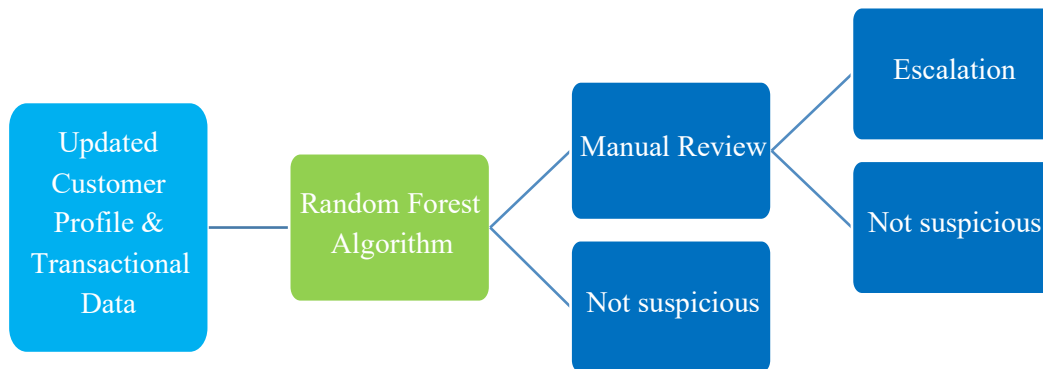 Updated
Customer
Profile &
Transactional
Data
Random Forest
Algorithm
Manual Review
Not suspicious
Escalation
Not suspicious